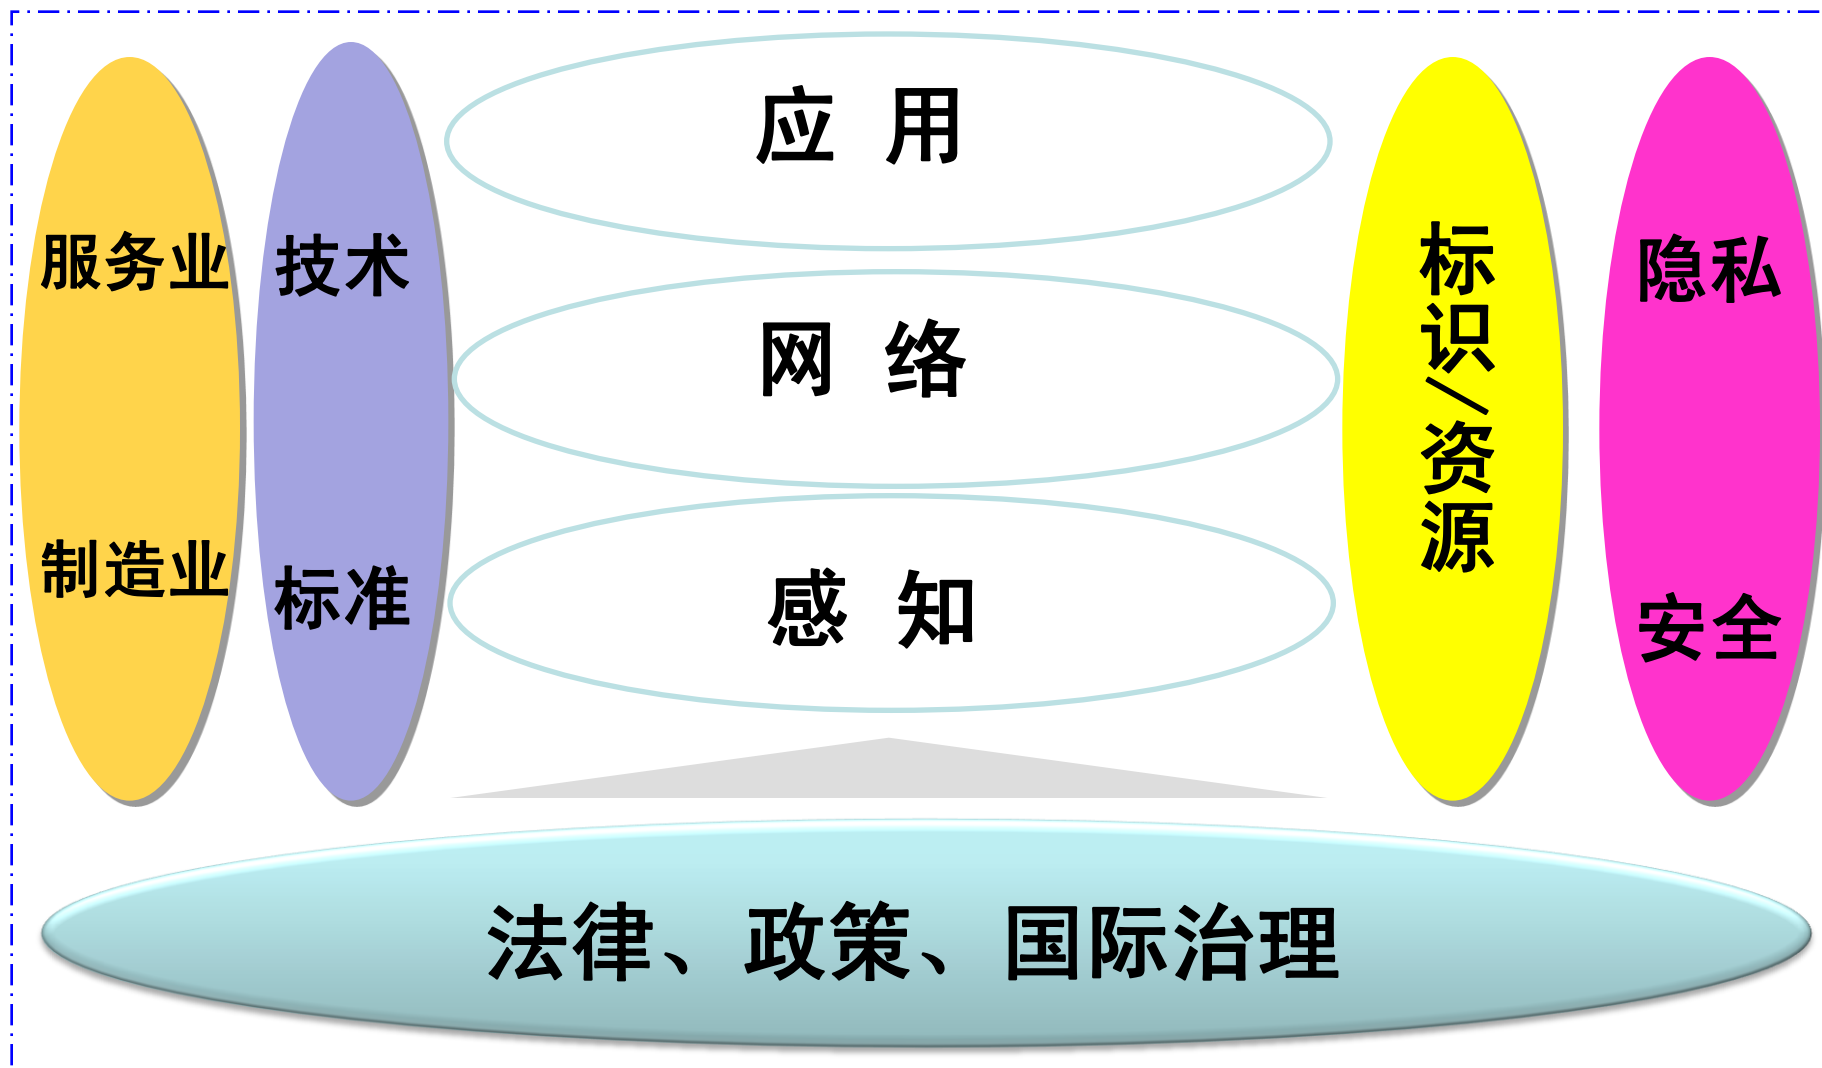 服务业
制造业
技术
标准
应 用
网 络
感 知
标识/资源
隐私
安全
法律、政策、国际治理